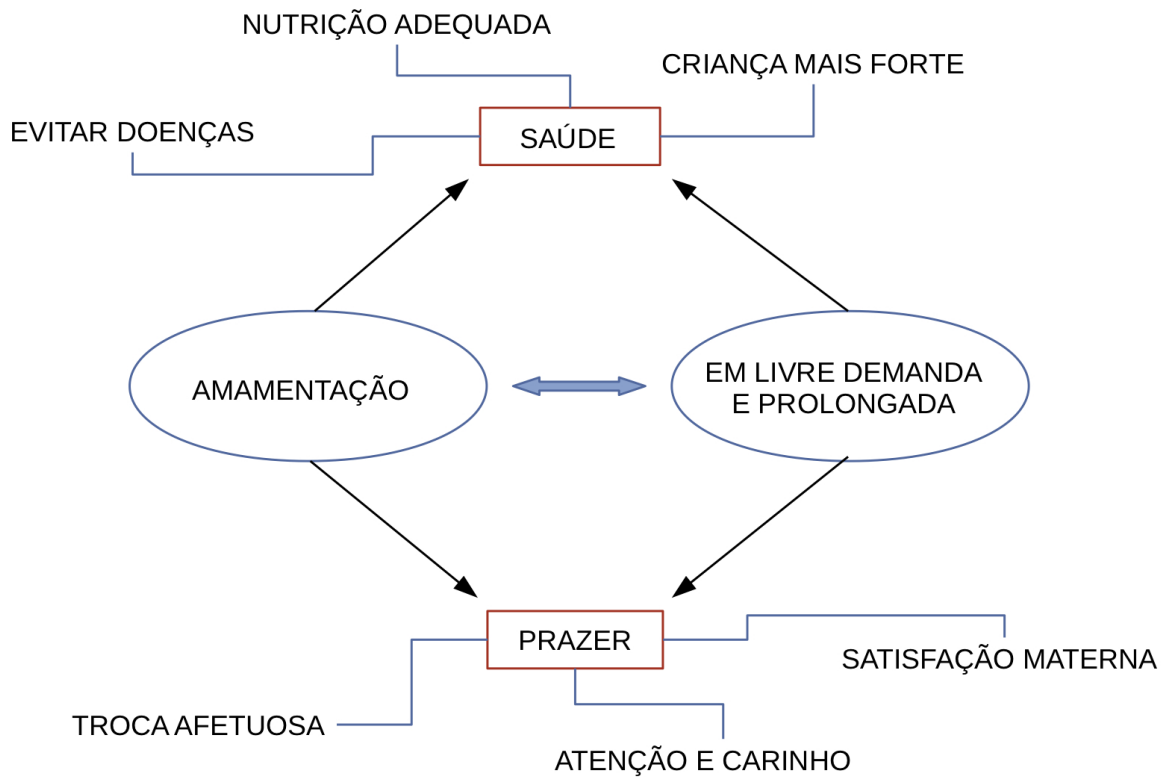 NUTRIÇÃO ADEQUADA
CRIANÇA MAIS FORTE
EVITAR DOENÇAS
SAÚDE
AMAMENTAÇÃO
EM LIVRE DEMANDA
E PROLONGADA
PRAZER
SATISFAÇÃO MATERNA
TROCA AFETUOSA
ATENÇÃO E CARINHO